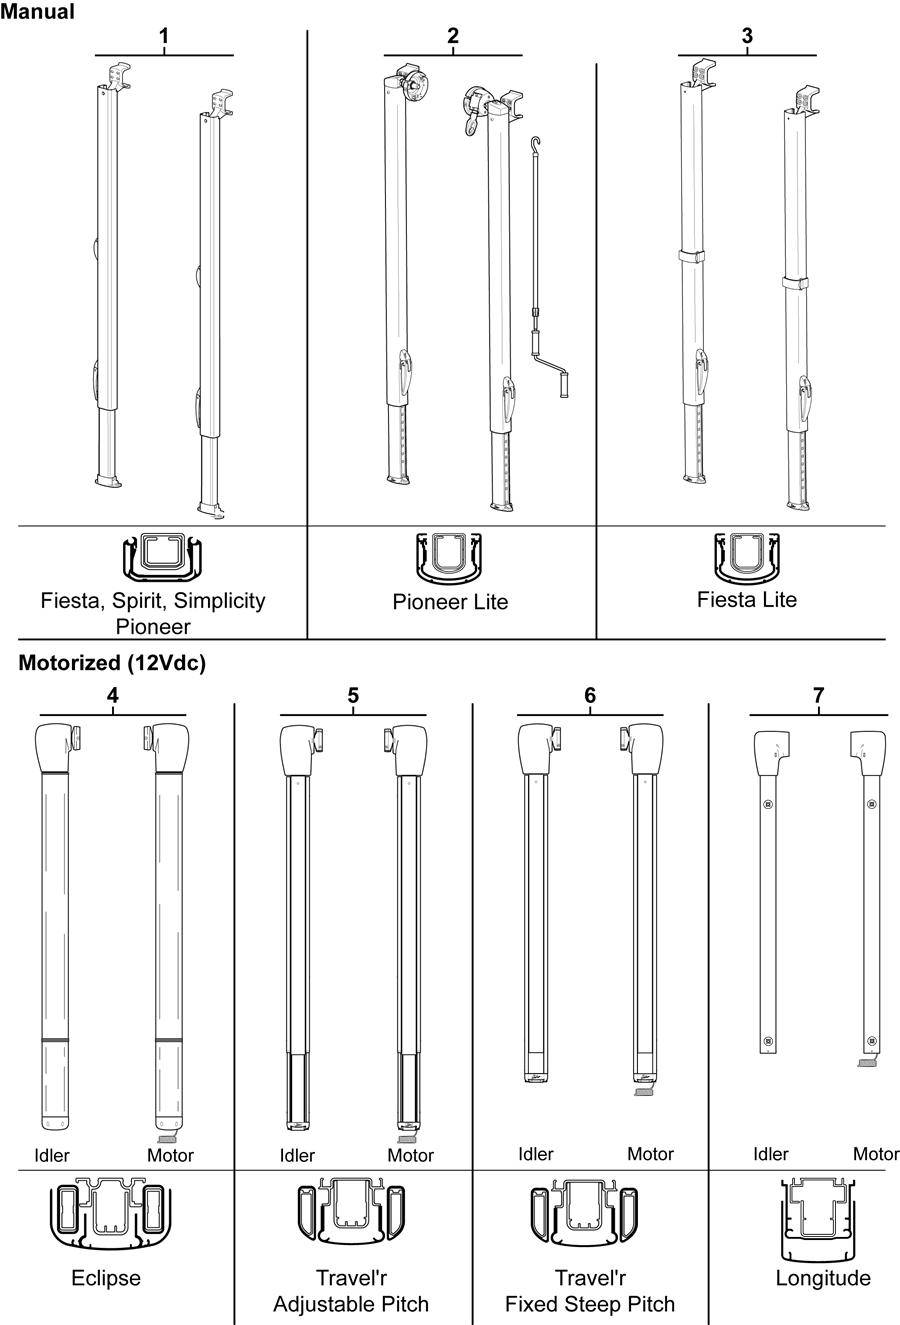 Manual
1
2
3
Fiesta, Spirit, Simplicity
Pioneer
Pioneer Lite
Fiesta Lite
Motorized (12Vdc)
4
5
6
7
Idler
Motor
Idler
Motor
Idler
Motor
Idler
Motor
Eclipse
Travel'r
Adjustable Pitch
Travel'r
Fixed Steep Pitch
Longitude